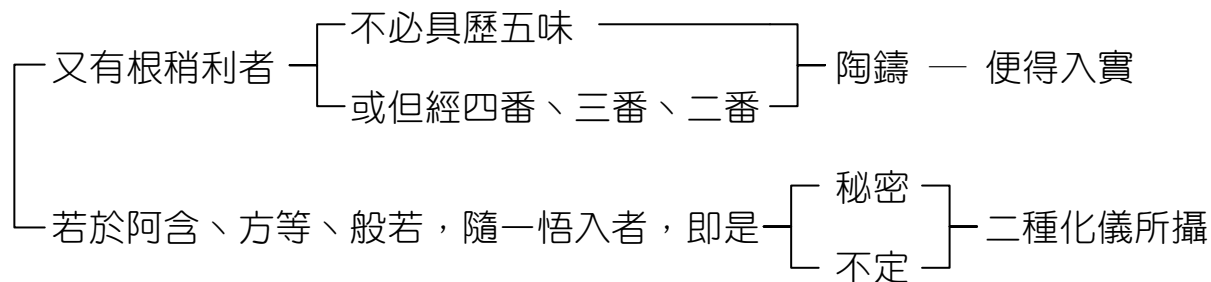 又有根稍利者
不必具歷五味
或但經四番、三番、二番
陶鑄 — 便得入實
若於阿含、方等、般若，隨一悟入者，即是
秘密
不定
二種化儀所攝